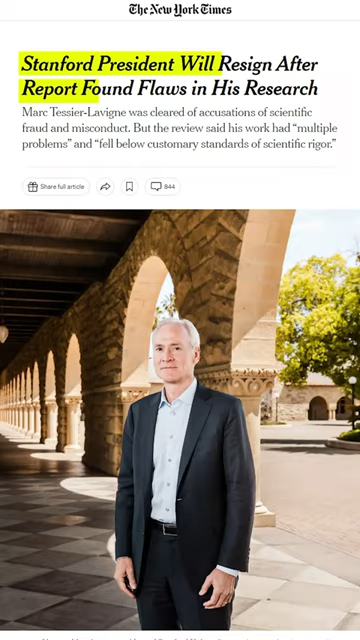 The New York Times
Stanford President Will Resign After
Report Found Flaws in His Research
Marc Tessier-Lavigne was cleared of accusations of scientific
fraud and misconduct. But the review said his work had “multiple
problems” and “fell below customary standards of scientific rigor.”
Share full article
844